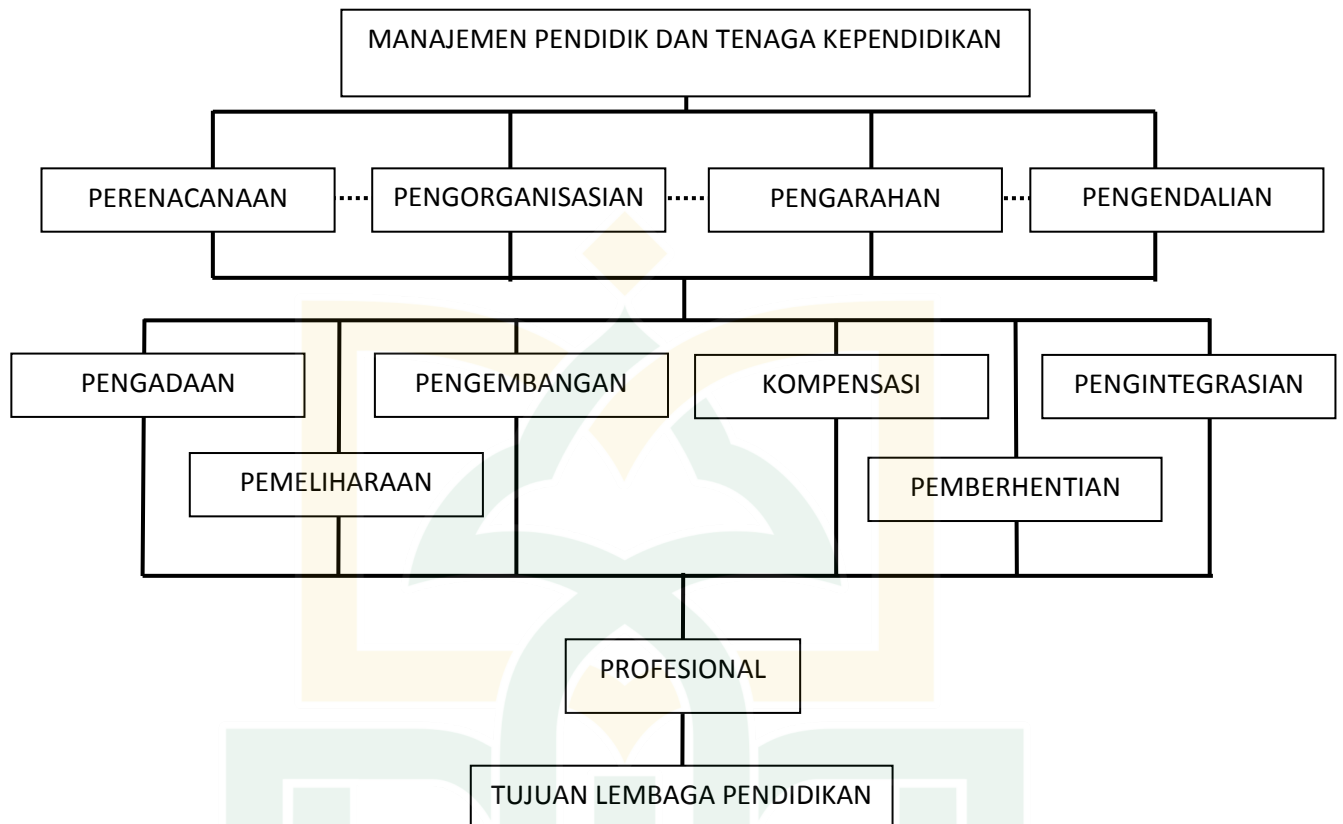 MANAJEMEN PENDIDIK DAN TENAGA KEPENDIDIKAN
PERENACANAAN
PENGORGANISASIAN
PENGARAHAN
PENGENDALIAN
PENGADAAN
PENGEMBANGAN
KOMPENSASI
PENGINTEGRASIAN
PEMELIHARAAN
PEMBERHENTIAN
PROFESIONAL
TUJUAN LEMBAGA PENDIDIKAN